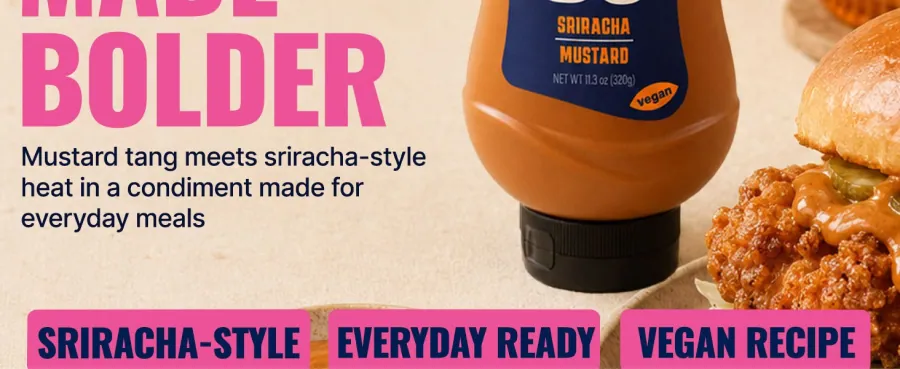 MADE
BOLDER
Mustard tang meets sriracha-style
heat in a condiment made for
everyday meals
SRIRACHA
MUSTARD
NET WT 11.3 oz (320g)
vegan
SRIRACHA-STYLE
EVERYDAY READY
VEGAN RECIPE